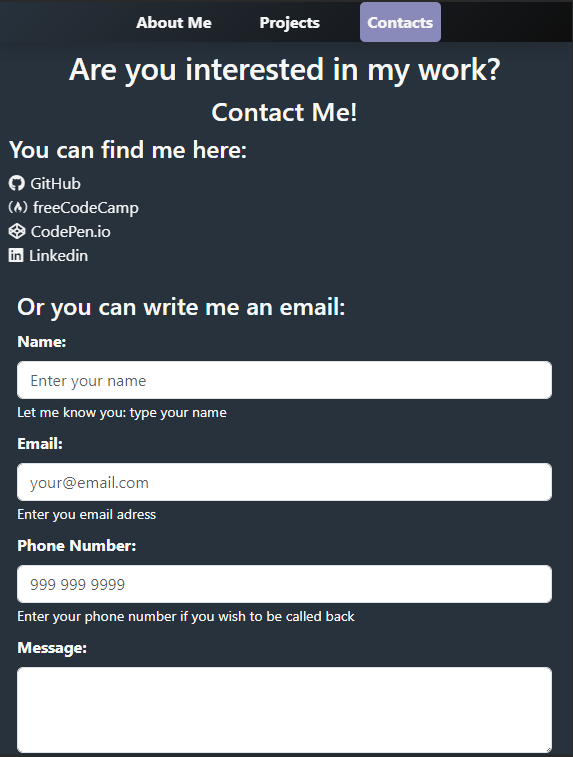 About Me Projects Contacts
Are you interested in my work?
Contact Me!
You can find me here:
GitHub
freeCodeCamp
CodePen.io
Linkedin
Or you can write me an email:
Name:
Enter your name
Let me know you: type your name
Email:
your@email.com
Enter you email adress
Phone Number:
999 999 9999
Enter your phone number if you wish to be called back
Message: